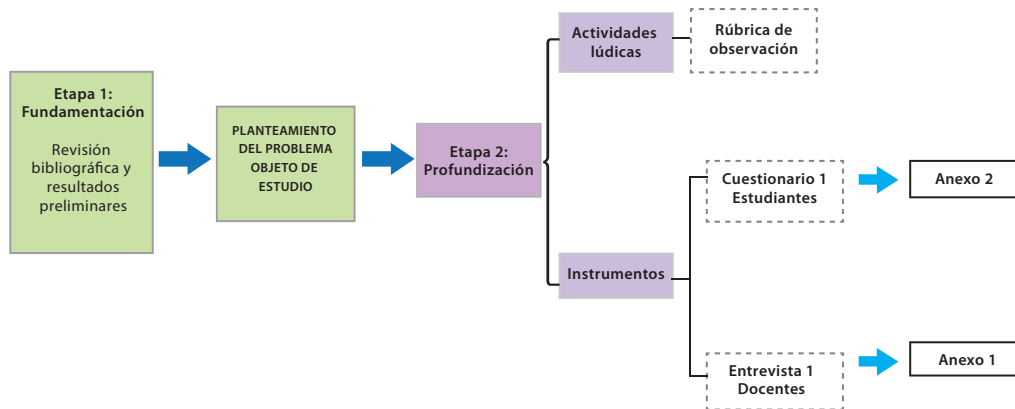 Etapa 1:
Fundamentación
Revisión
bibliográfica y
resultados
preliminares
PLANTEAMIENTO
DEL PROBLEMA
OBJETO DE
ESTUDIO
Etapa 2:
Profundización
Actividades
lúdicas
Rúbrica de
observación
Instrumentos
Cuestionario 1
Estudiantes
Anexo 2
Entrevista 1
Docentes
Anexo 1